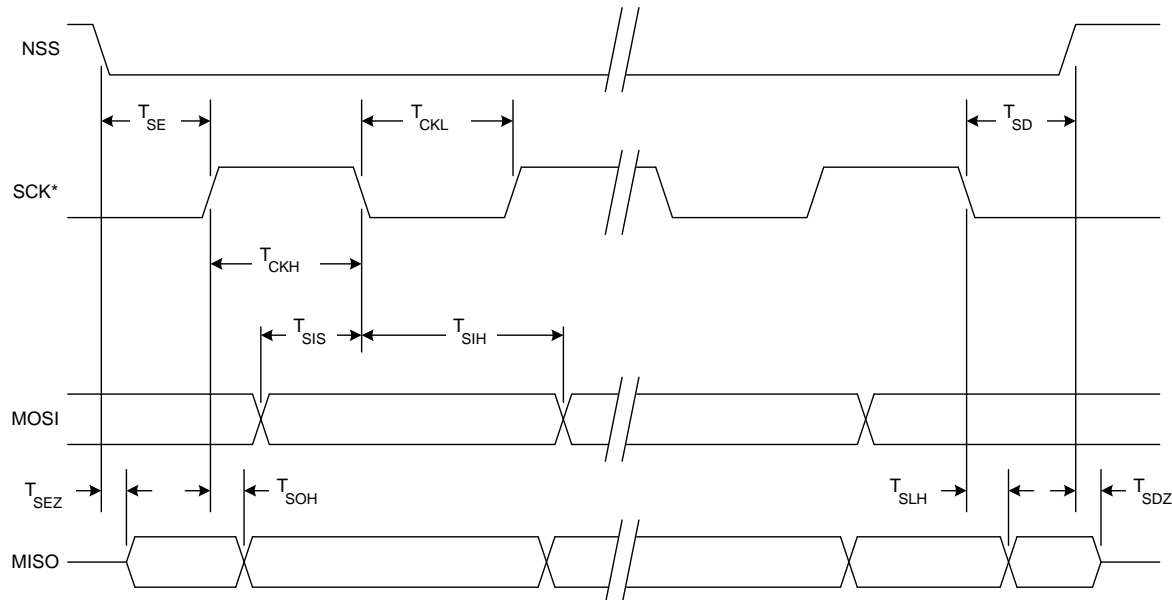 NSS
T_SE
T_CKL
T_SD
SCK*
T_CKH
T_SIS
T_SIH
MOSI
T_SEZ
T_SOH
T_SLH
T_SDZ
MISO